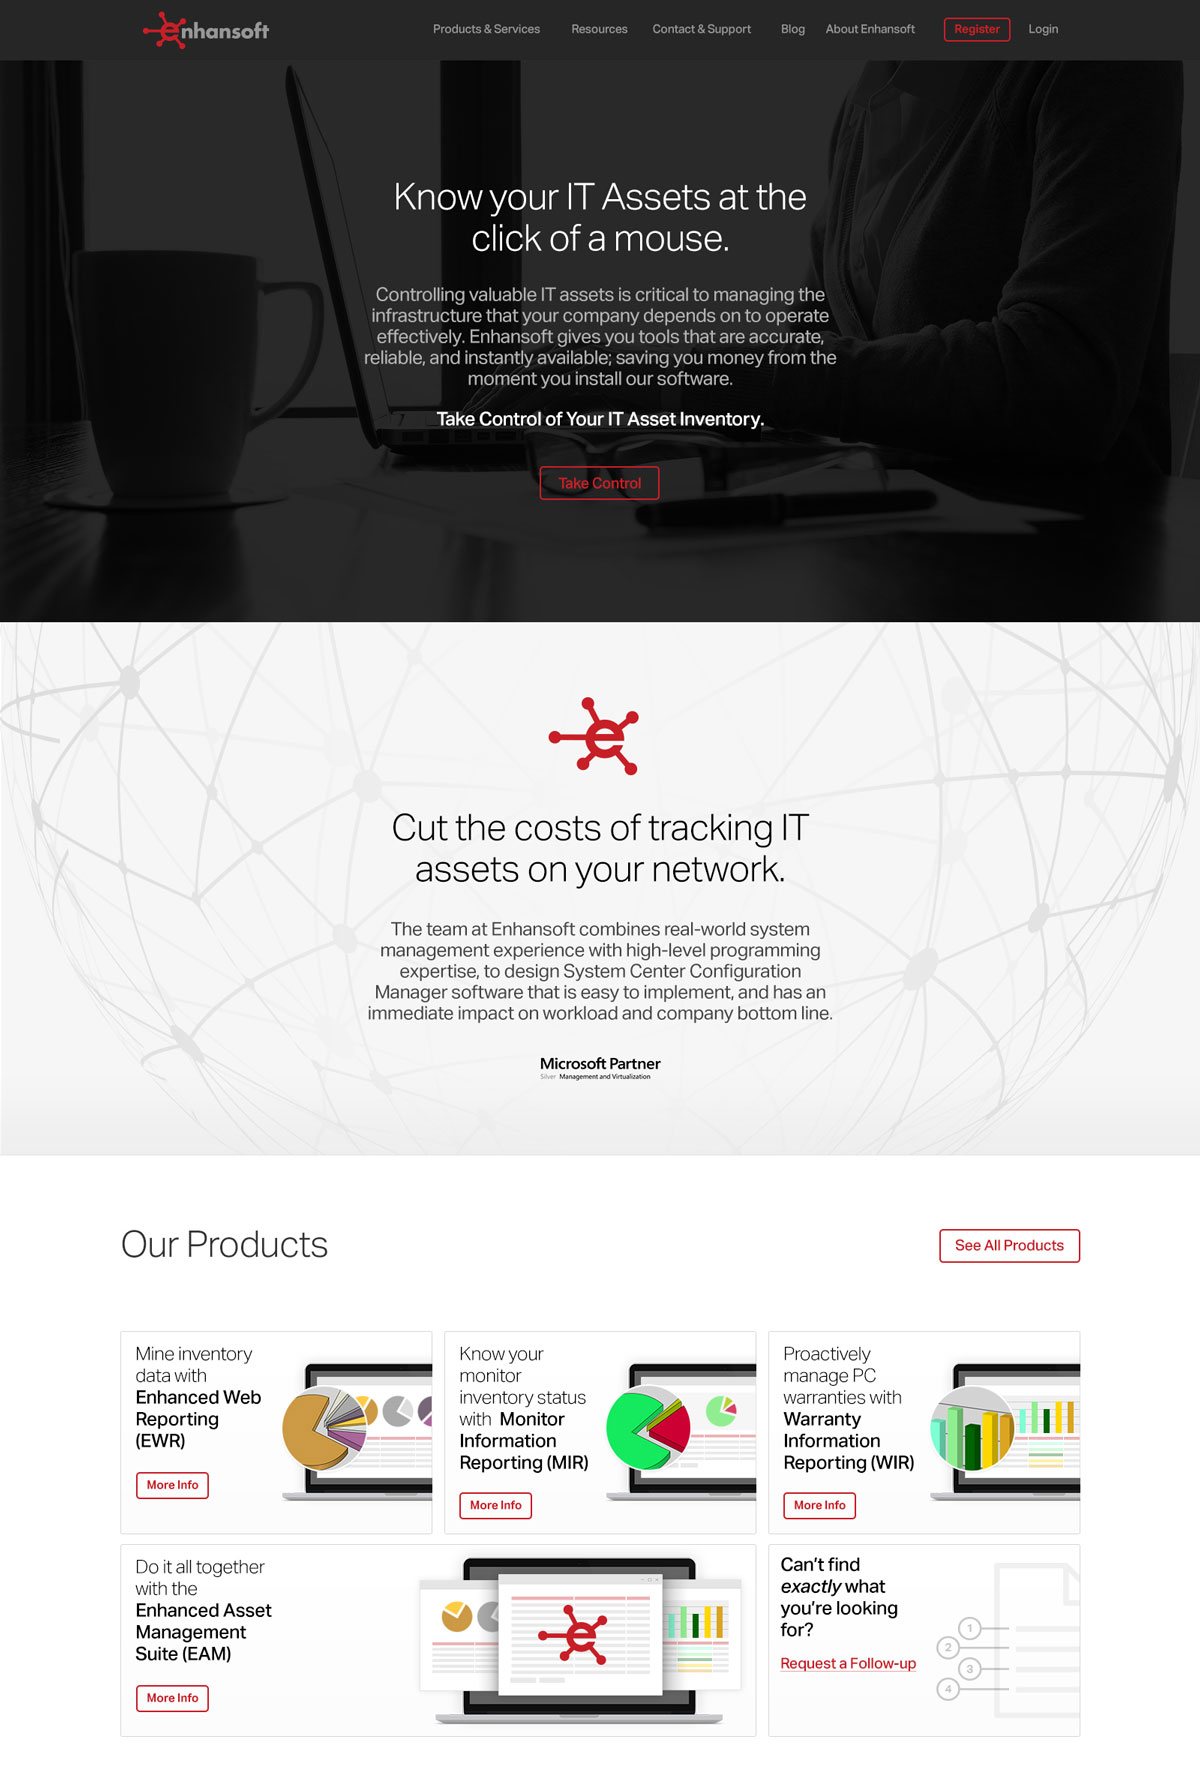 enhansoft
Products & Services
Resources
Contact & Support
Blog
About Enhansoft
Register
Login
Know your IT Assets at the
click of a mouse.
Controlling valuable IT assets is critical to managing the
infrastructure that your company depends on to operate
effectively. Enhansoft gives you tools that are accurate,
reliable, and instantly available; saving you money from the
moment you install our software.
Take Control of Your IT Asset Inventory.
Take Control
e
Cut the costs of tracking IT
assets on your network.
The team at Enhansoft combines real-world system
management experience with high-level programming
expertise, to design System Center Configuration
Manager software that is easy to implement, and has an
immediate impact on workload and company bottom line.
Microsoft Partner
Silver Management and Virtualization
Our Products
See All Products
Mine inventory
data with
Enhanced Web
Reporting
(EWR)
More Info
Know your
monitor
inventory status
with Monitor
Information
Reporting (MIR)
More Info
Proactively
manage PC
warranties with
Warranty
Information
Reporting (WIR)
More Info
Do it all together
with the
Enhanced Asset
Management
Suite (EAM)
More Info
e
Can't find
exactly what
you're looking
for?
Request a Follow-up
1
2
3
4